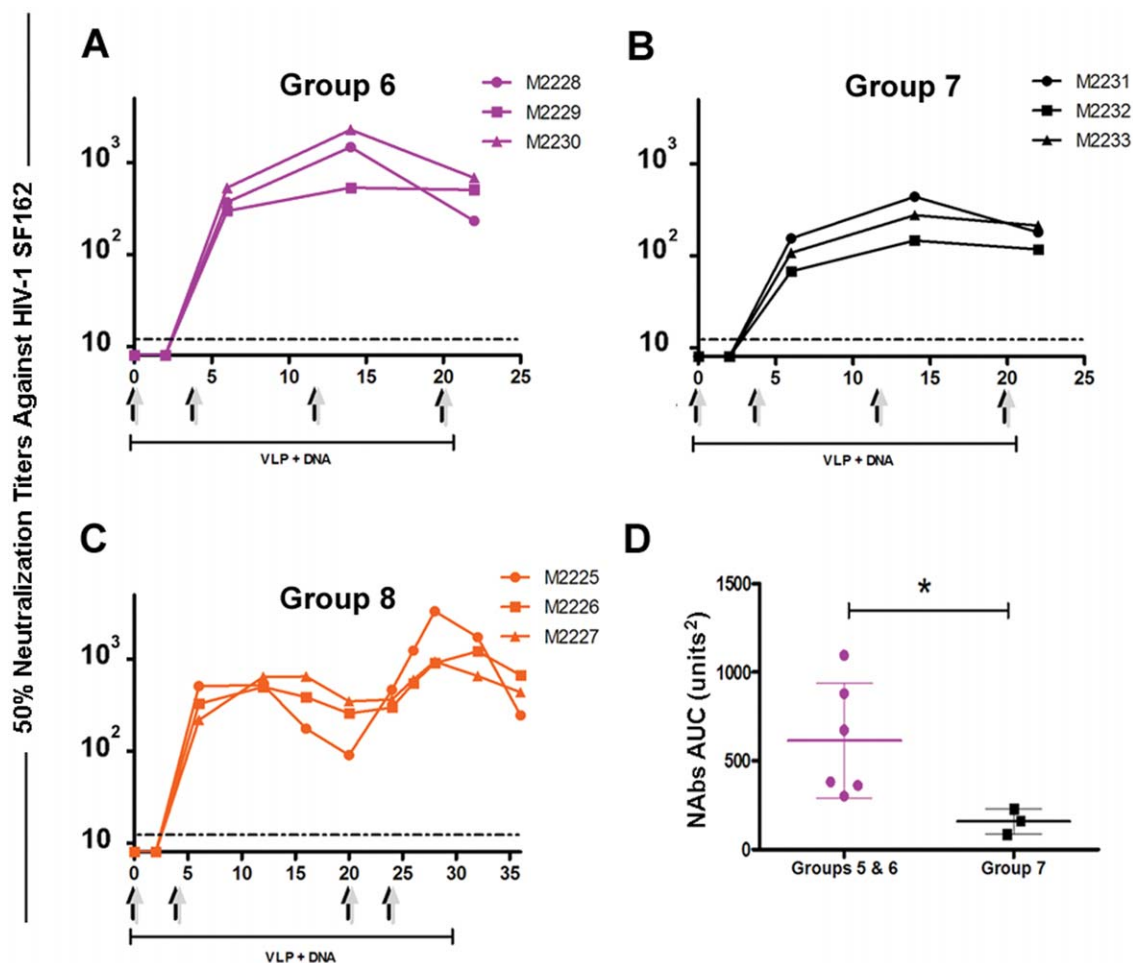 50% Neutralization Titers Against HIV-1 SF162
A
Group 6
M2228
M2229
M2230
10³
10²
10
0 5 10 15 20 25
VLP + DNA
B
Group 7
M2231
M2232
M2233
10³
10²
10
0 5 10 15 20 25
VLP + DNA
C
Group 8
M2225
M2226
M2227
10³
10²
10
0 5 10 15 20 25 30 35
VLP + DNA
D
NAbs AUC (units²)
1500
1000
500
0
*
Groups 5 & 6 Group 7